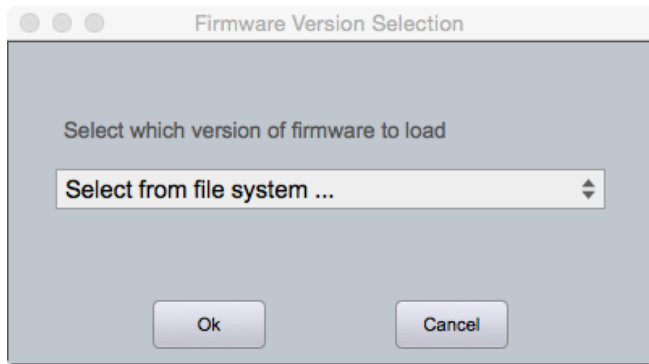 Firmware Version Selection
Select which version of firmware to load
Select from file system ...
Ok
Cancel